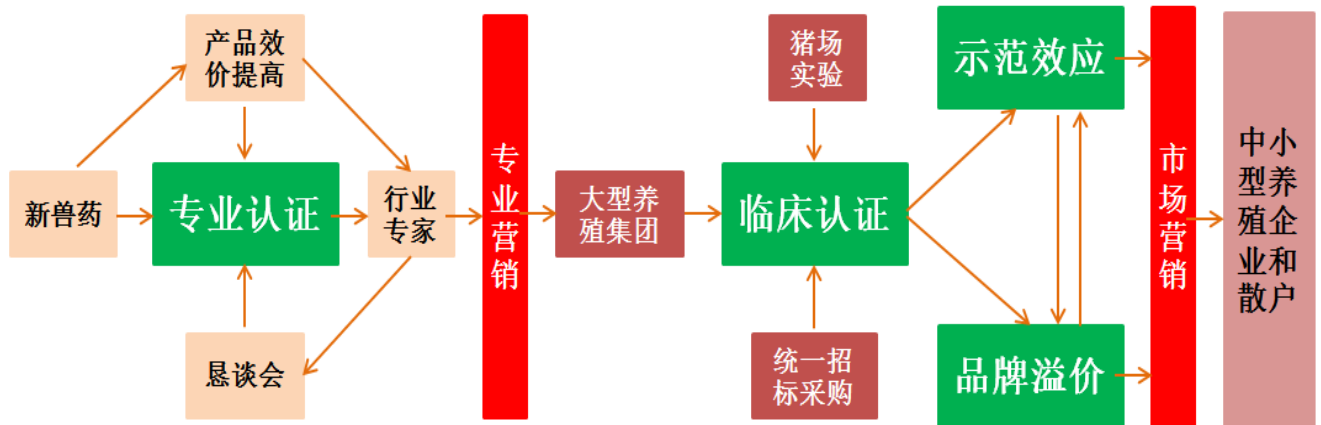 新兽药
产品效
价提高
专业认证
恳谈会
行业
专家
专业营销
大型养
殖集团
猪场
实验
临床认证
统一招
标采购
示范效应
品牌溢价
市场营销
中小
型养
殖企
业和
散户